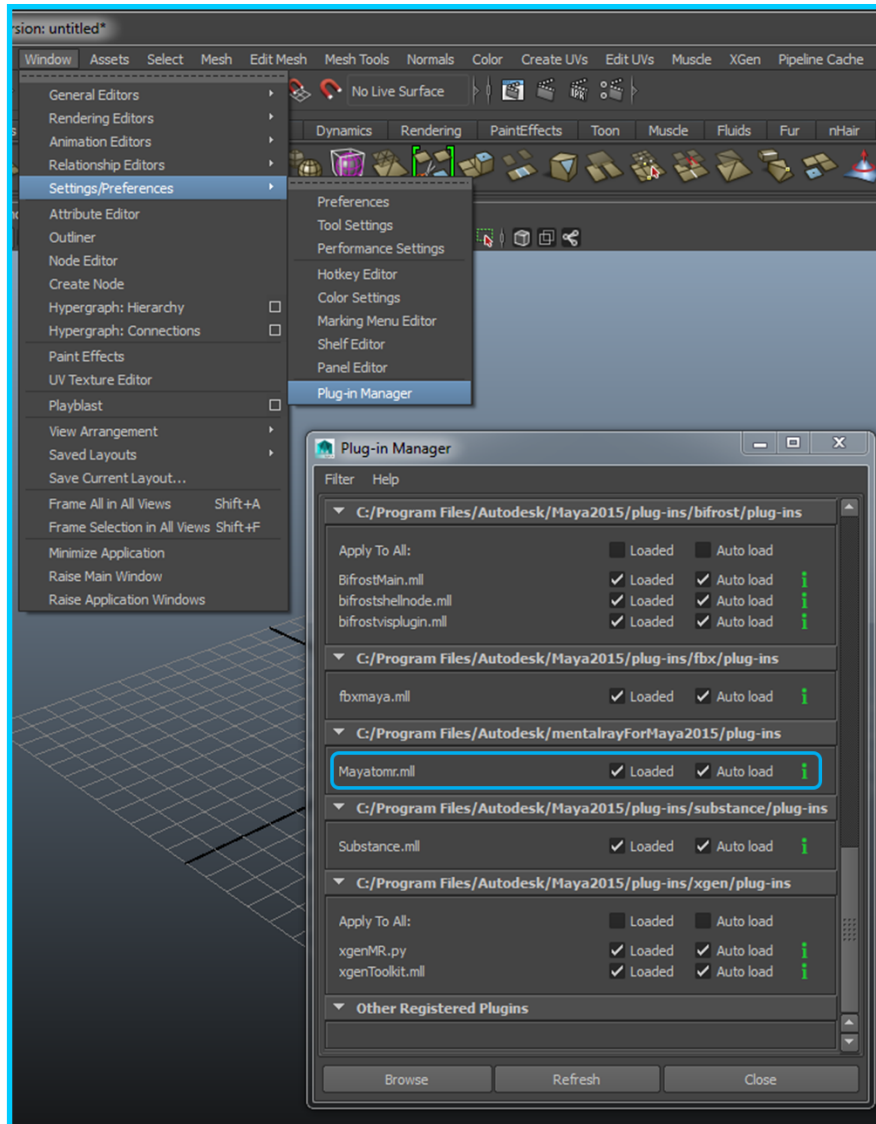 sion: untitled*
Window Assets Select Mesh Edit Mesh Mesh Tools Normals Color Create UVs Edit UVs Muscle XGen Pipeline Cache
No Live Surface
Dynamics Rendering PaintEffects Toon Muscle Fluids Fur nHair
General Editors
Rendering Editors
Animation Editors
Relationship Editors
Settings/Preferences
Attribute Editor
Outliner
Node Editor
Create Node
Hypergraph: Hierarchy
Hypergraph: Connections
Paint Effects
UV Texture Editor
Playblast
View Arrangement
Saved Layouts
Save Current Layout...
Frame All in All Views Shift+A
Frame Selection in All Views Shift+F
Minimize Application
Raise Main Window
Raise Application Windows
Preferences
Tool Settings
Performance Settings
Hotkey Editor
Color Settings
Marking Menu Editor
Shelf Editor
Panel Editor
Plug-in Manager
Plug-in Manager
Filter Help
C:/Program Files/Autodesk/Maya2015/plug-ins/bifrost/plug-ins
Apply To All: Loaded Auto load
BifrostMain.mll Loaded Auto load i
bifrostshellnode.mll Loaded Auto load i
bifrostvisplugin.mll Loaded Auto load i
C:/Program Files/Autodesk/Maya2015/plug-ins/fbx/plug-ins
fbxmaya.mll Loaded Auto load i
C:/Program Files/Autodesk/mentalrayForMaya2015/plug-ins
Mayatomr.mll Loaded Auto load i
C:/Program Files/Autodesk/Maya2015/plug-ins/substance/plug-ins
Substance.mll Loaded Auto load i
C:/Program Files/Autodesk/Maya2015/plug-ins/xgen/plug-ins
Apply To All: Loaded Auto load
xgenMR.py Loaded Auto load i
xgenToolkit.mll Loaded Auto load i
Other Registered Plugins
Browse Refresh Close